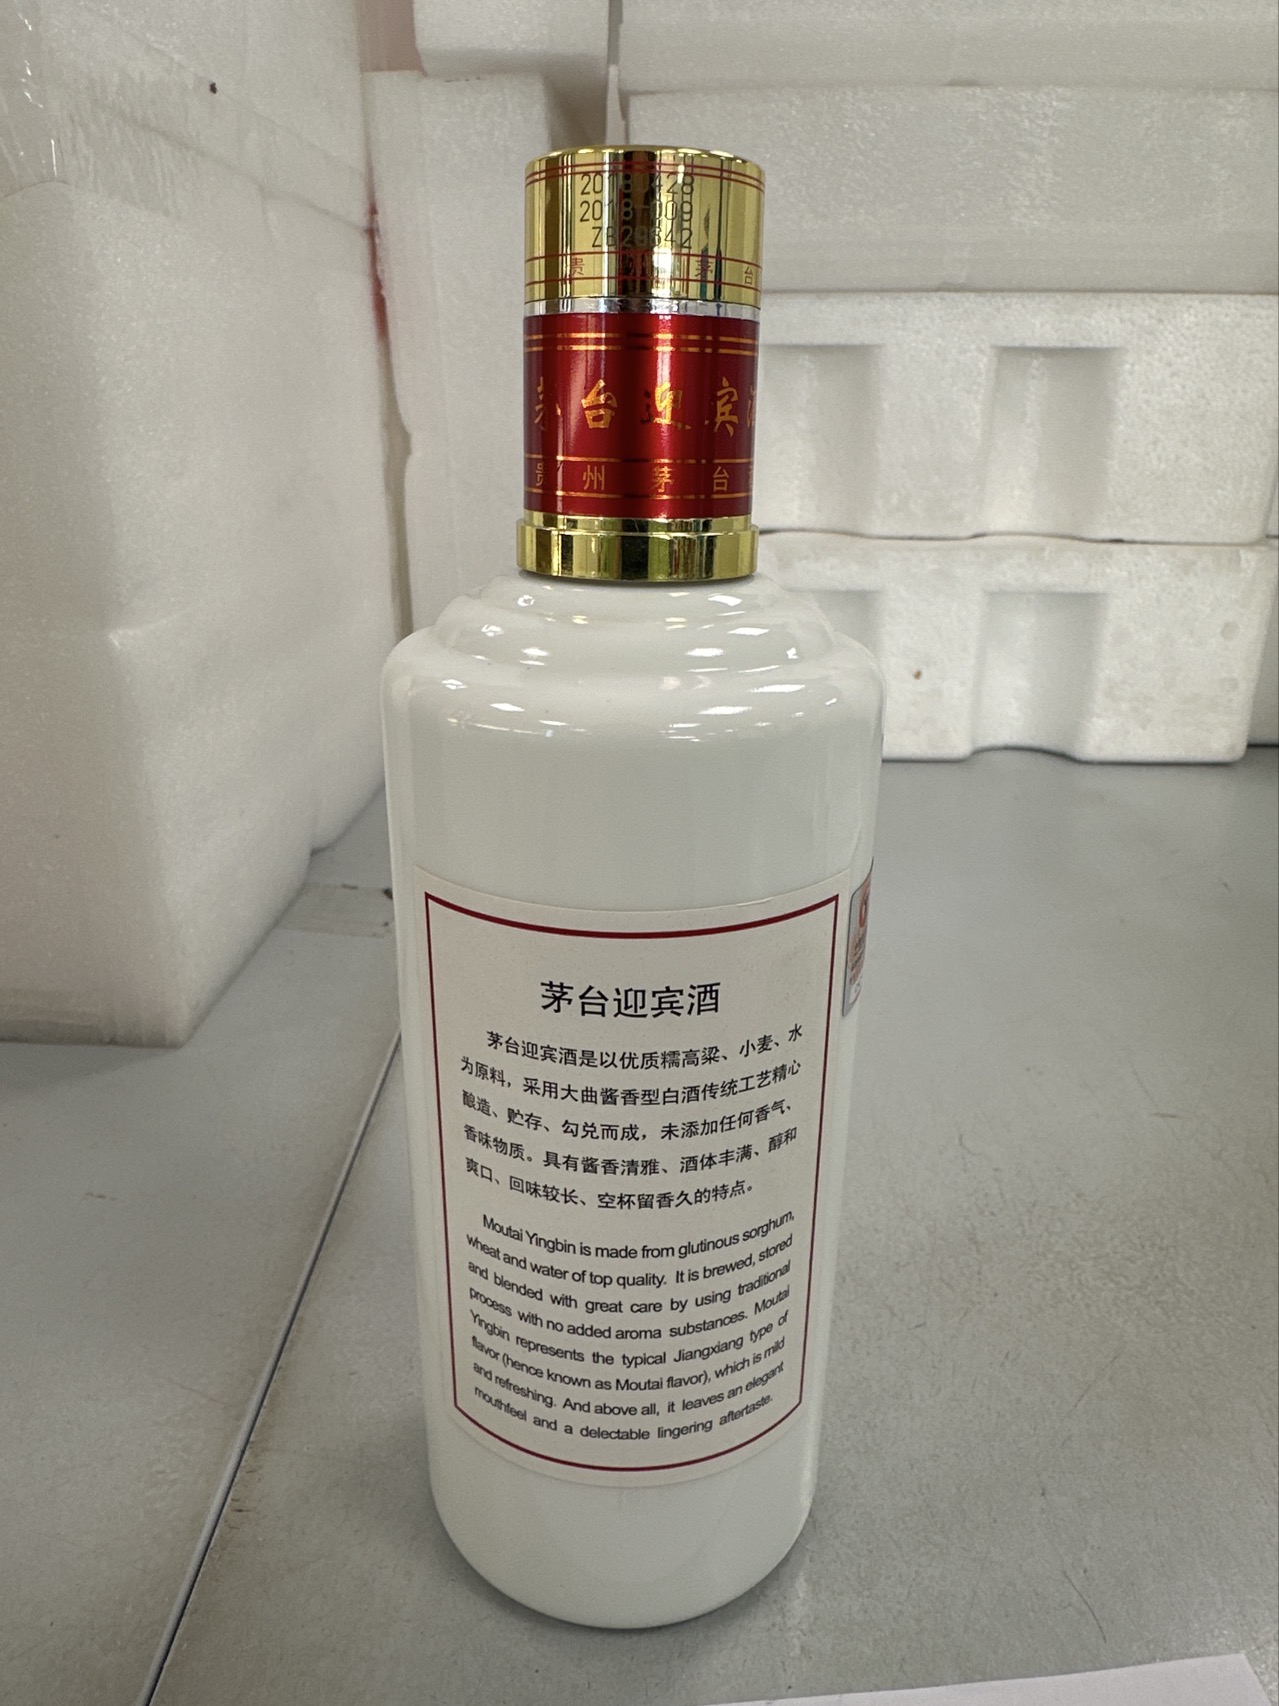 20180428
2018-009
ZB29642
贵 州 茅 台
茅台迎宾酒
贵 州 茅 台
茅台迎宾酒
茅台迎宾酒是以优质糯高粱、小麦、水
为原料，采用大曲酱香型白酒传统工艺精心
酿造、贮存、勾兑而成，未添加任何香气、
香味物质。具有酱香清雅、酒体丰满、醇和
爽口、回味较长、空杯留香久的特点。
Moutai Yingbin is made from glutinous sorghum,
wheat and water of top quality. It is brewed, stored
and blended with great care by using traditional
process with no added aroma substances. Moutai
Yingbin represents the typical Jiangxiang type of
flavor (hence known as Moutai flavor), which is mild
and refreshing. And above all, it leaves an elegant
mouthfeel and a delectable lingering aftertaste.